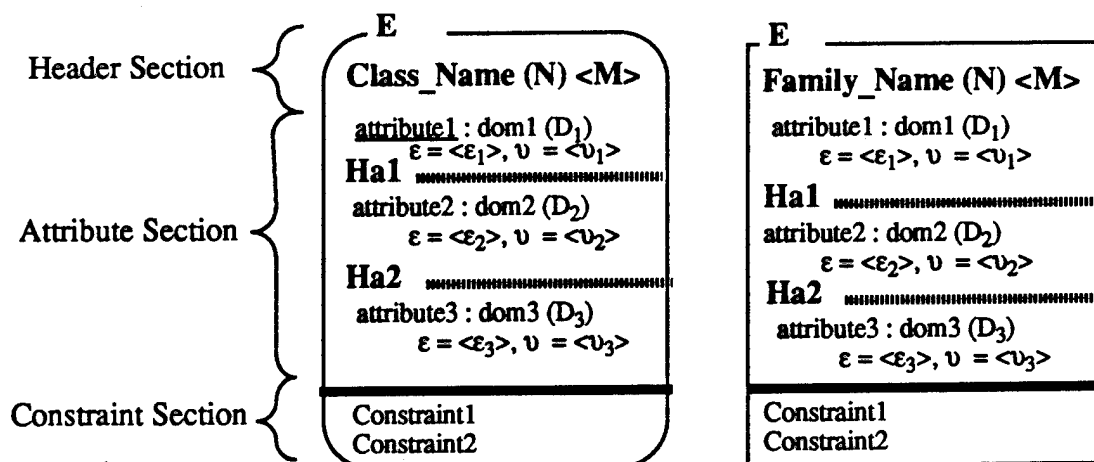 Header Section
Attribute Section
Constraint Section
E
Class_Name (N) <M>
attribute1 : dom1 (D₁)
ε = <ε₁>, υ = <υ₁>
Ha1
attribute2 : dom2 (D₂)
ε = <ε₂>, υ = <υ₂>
Ha2
attribute3 : dom3 (D₃)
ε = <ε₃>, υ = <υ₃>
Constraint1
Constraint2
E
Family_Name (N) <M>
attribute1 : dom1 (D₁)
ε = <ε₁>, υ = <υ₁>
Ha1
attribute2 : dom2 (D₂)
ε = <ε₂>, υ = <υ₂>
Ha2
attribute3 : dom3 (D₃)
ε = <ε₃>, υ = <υ₃>
Constraint1
Constraint2